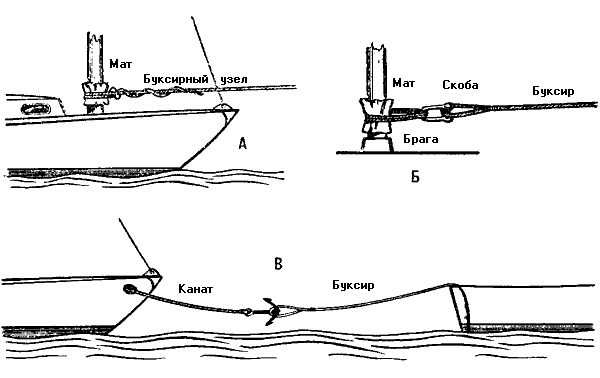 Мат
Буксирный узел
А
Мат
Скоба
Буксир
Брага
Б
В
Канат
Буксир